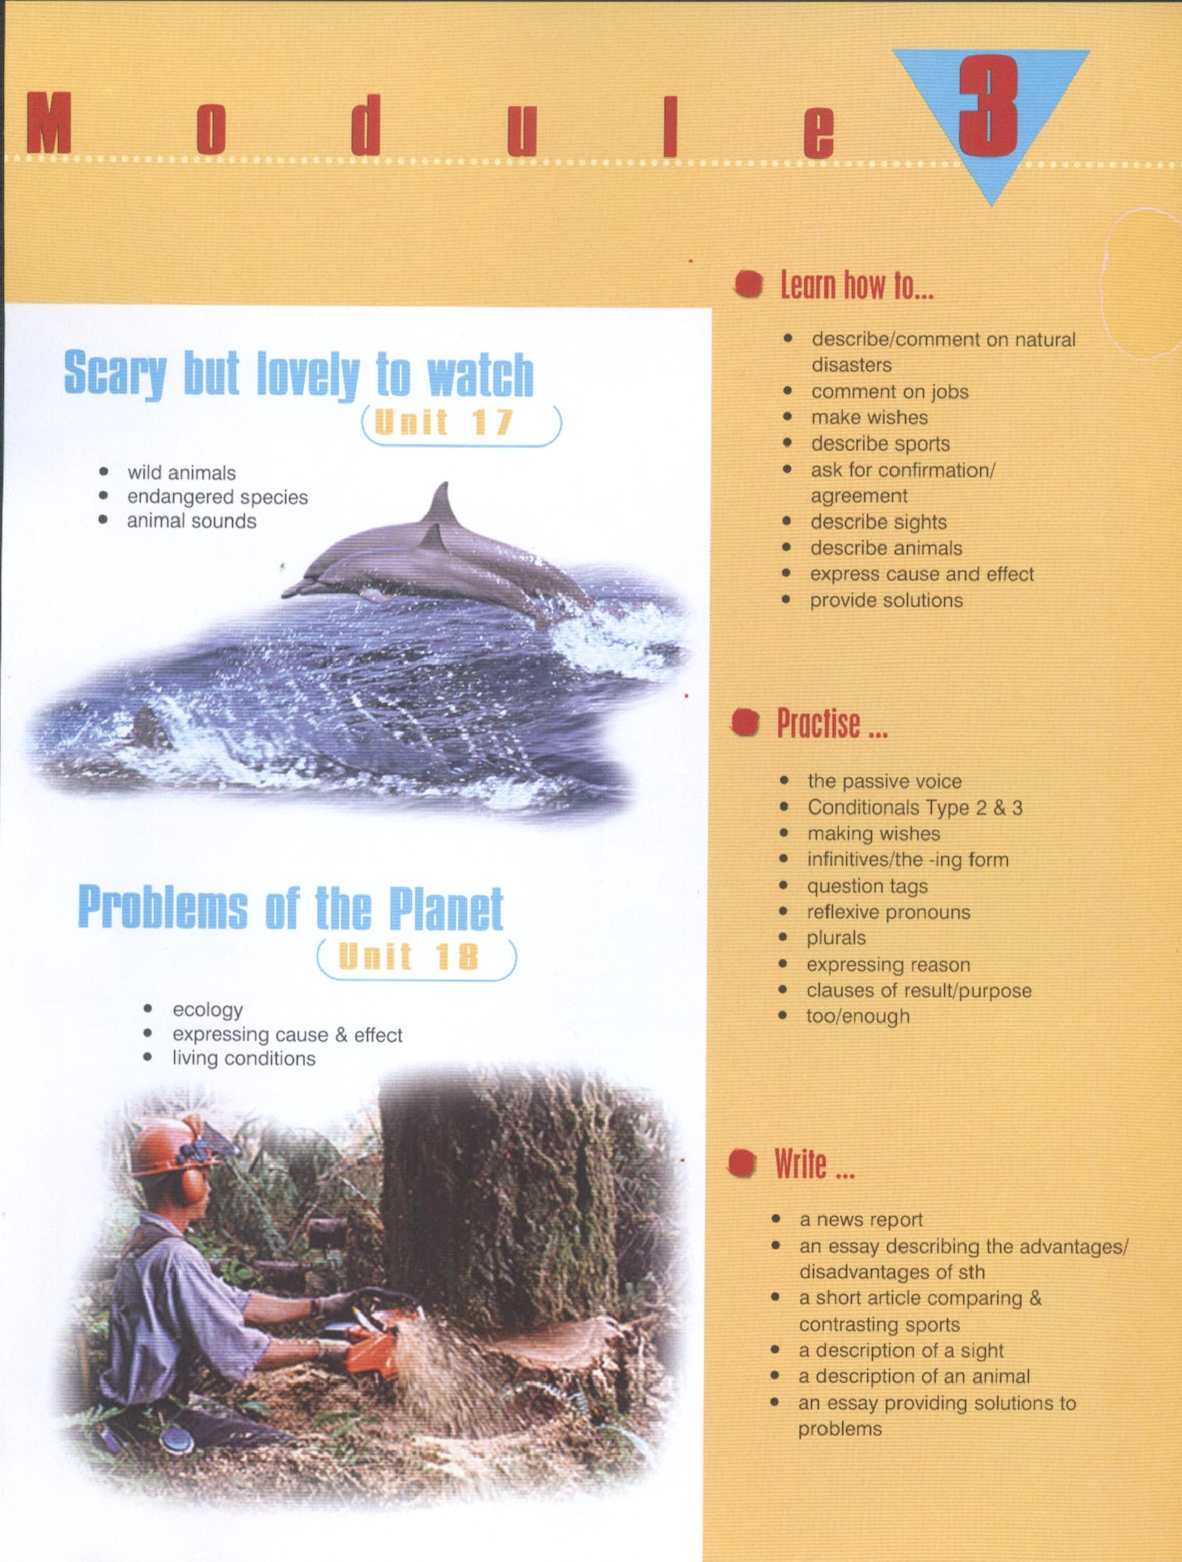 Module 3
Scary but lovely to watch
Unit 17
• wild animals
• endangered species
• animal sounds
Problems of the Planet
Unit 18
• ecology
• expressing cause & effect
• living conditions
Learn how to...
• describe/comment on natural
disasters
• comment on jobs
• make wishes
• describe sports
• ask for confirmation/
agreement
• describe sights
• describe animals
• express cause and effect
• provide solutions
Practise ...
• the passive voice
• Conditionals Type 2 & 3
• making wishes
• infinitives/the -ing form
• question tags
• reflexive pronouns
• plurals
• expressing reason
• clauses of result/purpose
• too/enough
Write ...
• a news report
• an essay describing the advantages/
disadvantages of sth
• a short article comparing &
contrasting sports
• a description of a sight
• a description of an animal
• an essay providing solutions to
problems